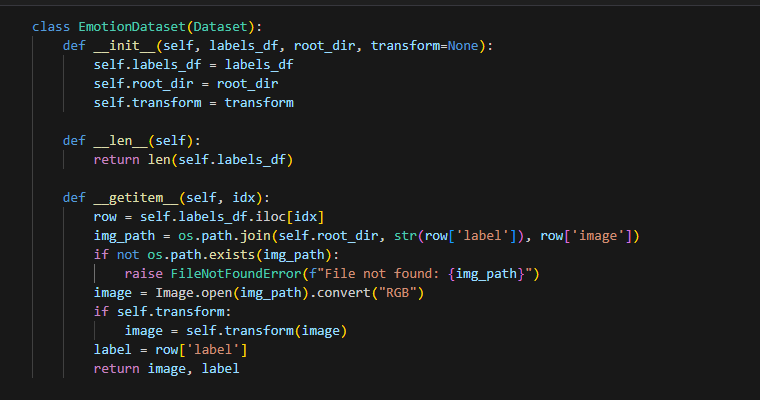 class EmotionDataset(Dataset):
    def __init__(self, labels_df, root_dir, transform=None):
        self.labels_df = labels_df
        self.root_dir = root_dir
        self.transform = transform

    def __len__(self):
        return len(self.labels_df)

    def __getitem__(self, idx):
        row = self.labels_df.iloc[idx]
        img_path = os.path.join(self.root_dir, str(row['label']), row['image'])
        if not os.path.exists(img_path):
            raise FileNotFoundError(f"File not found: {img_path}")
        image = Image.open(img_path).convert("RGB")
        if self.transform:
            image = self.transform(image)
        label = row['label']
        return image, label